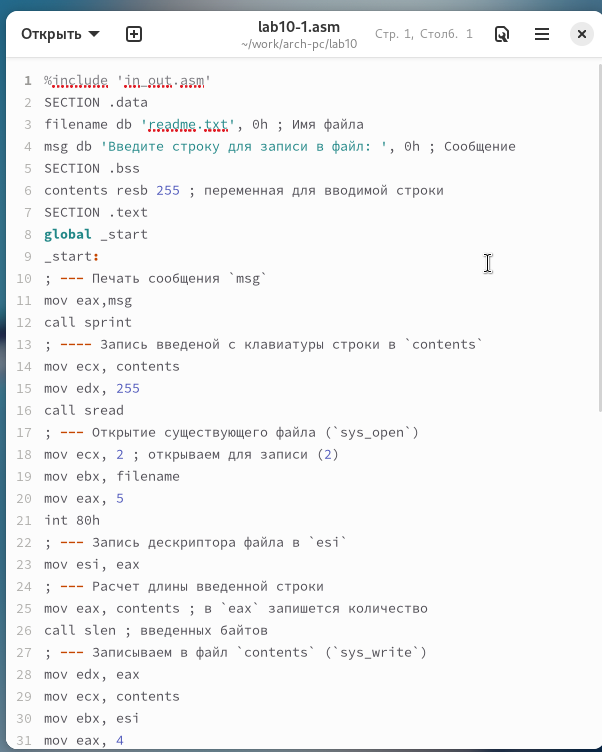 Открыть
lab10-1.asm
~/work/arch-pc/lab10
Стр. 1, Столб. 1
1 %include 'in_out.asm'
2 SECTION .data
3 filename db 'readme.txt', 0h ; Имя файла
4 msg db 'Введите строку для записи в файл: ', 0h ; Сообщение
5 SECTION .bss
6 contents resb 255 ; переменная для вводимой строки
7 SECTION .text
8 global _start
9 _start:
10 ; --- Печать сообщения `msg`
11 mov eax,msg
12 call sprint
13 ; ---- Запись введеной с клавиатуры строки в `contents`
14 mov ecx, contents
15 mov edx, 255
16 call sread
17 ; --- Открытие существующего файла (`sys_open`)
18 mov ecx, 2 ; открываем для записи (2)
19 mov ebx, filename
20 mov eax, 5
21 int 80h
22 ; --- Запись дескриптора файла в `esi`
23 mov esi, eax
24 ; --- Расчет длины введенной строки
25 mov eax, contents ; в `eax` запишется количество
26 call slen ; введенных байтов
27 ; --- Записываем в файл `contents` (`sys_write`)
28 mov edx, eax
29 mov ecx, contents
30 mov ebx, esi
31 mov eax, 4